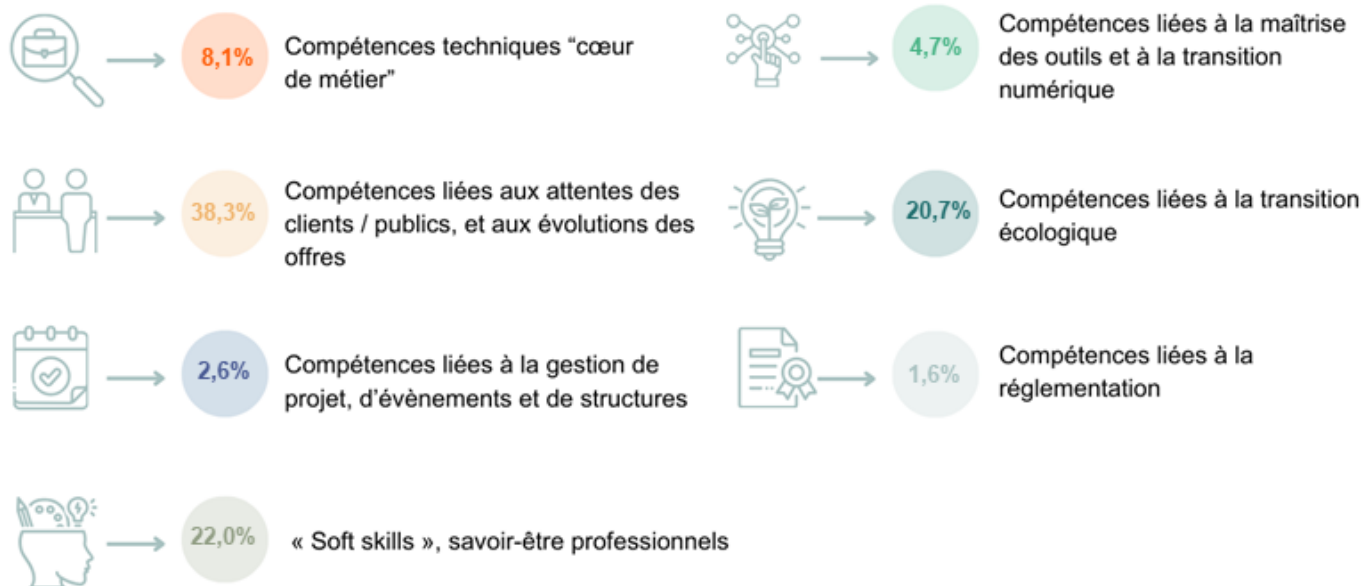 8,1%
Compétences techniques “cœur
de métier”
4,7%
Compétences liées à la maîtrise
des outils et à la transition
numérique
38,3%
Compétences liées aux attentes des
clients / publics, et aux évolutions des
offres
20,7%
Compétences liées à la transition
écologique
2,6%
Compétences liées à la gestion de
projet, d’évènements et de structures
1,6%
Compétences liées à la
réglementation
22,0%
« Soft skills », savoir-être professionnels